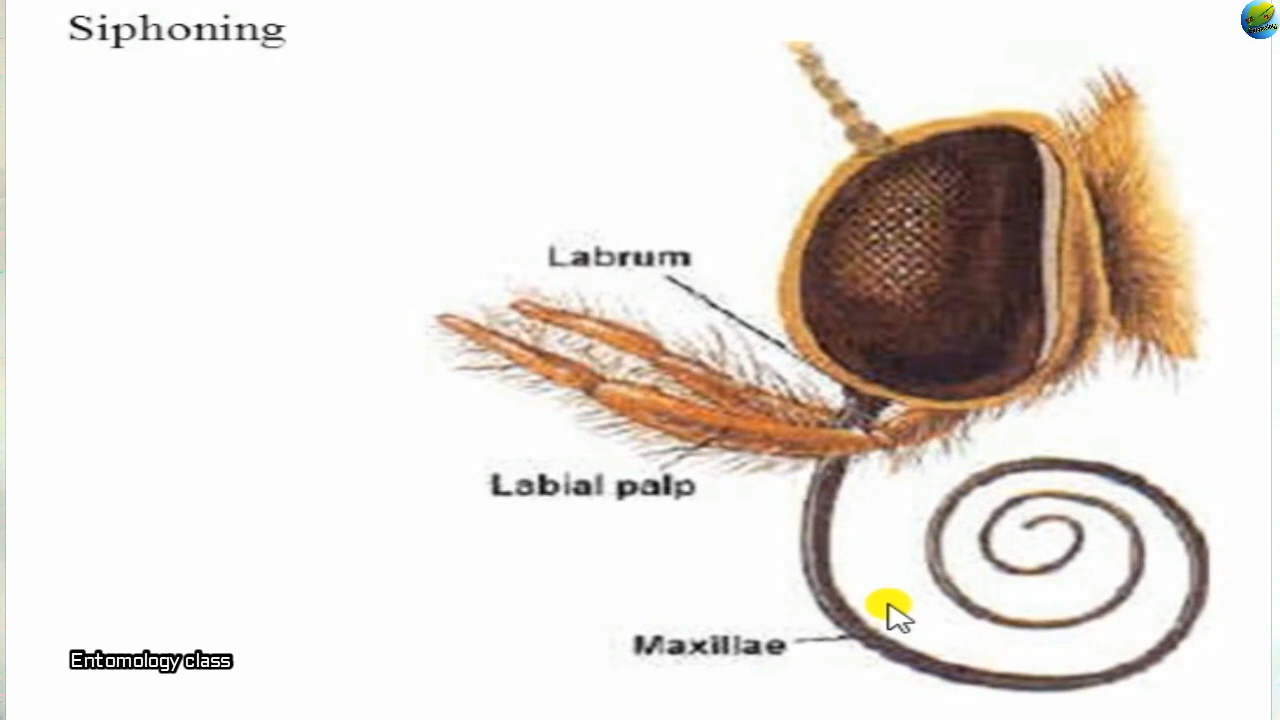 Siphoning
Labrum
Labial palp
Maxillae
Entomology class